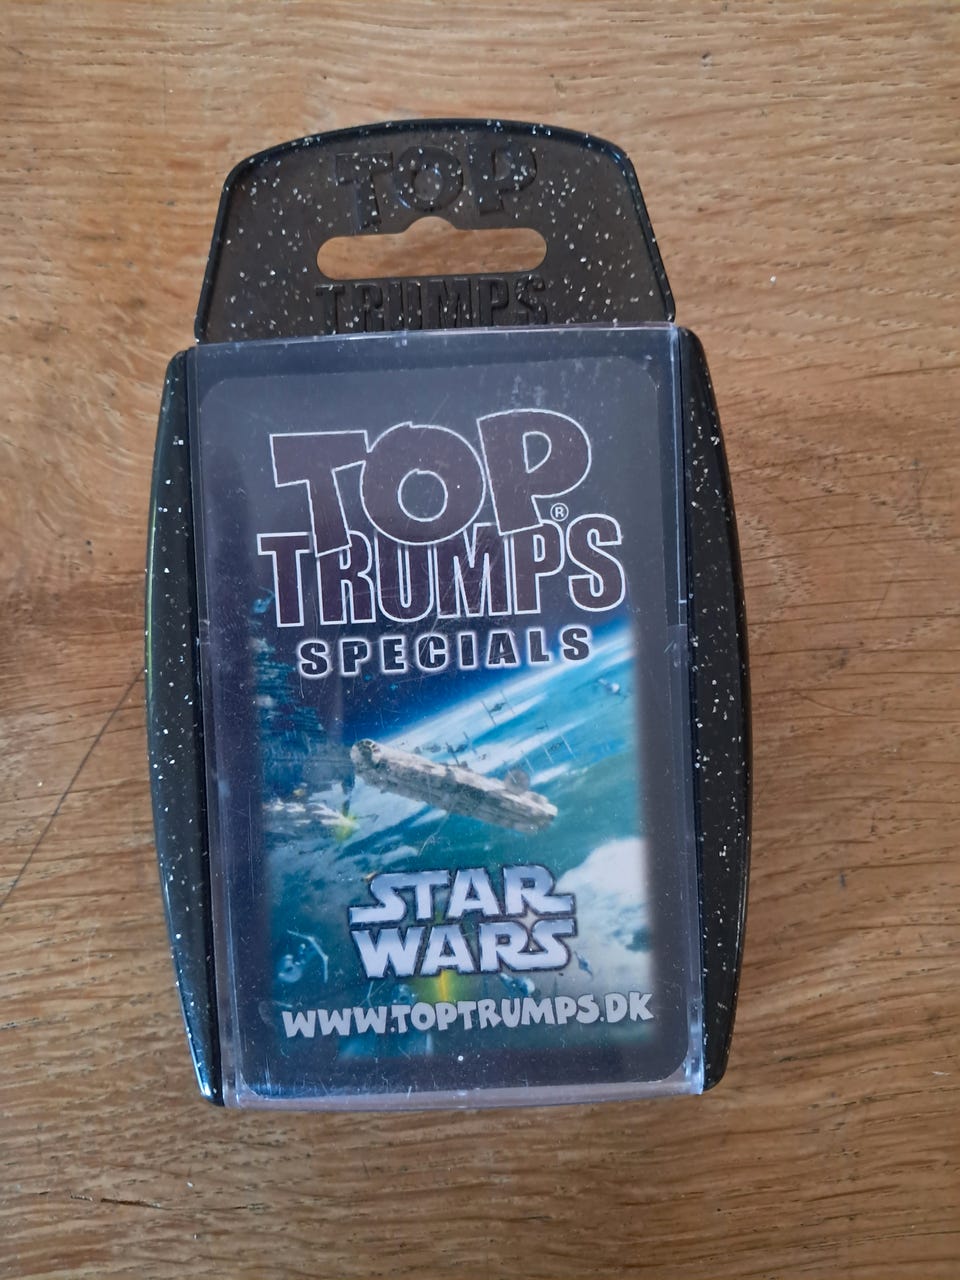 TOP
TRUMPS
TOP
TRUMPS®
SPECIALS
STAR
WARS
WWW.TOPTRUMPS.DK